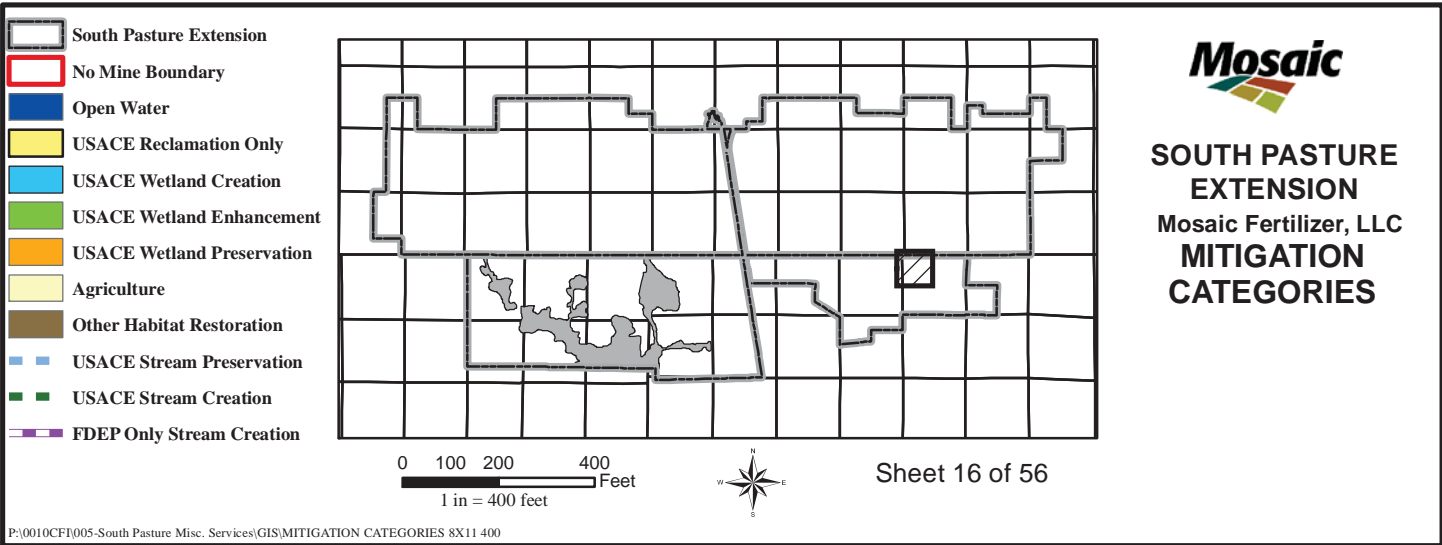 South Pasture Extension
No Mine Boundary
Open Water
USACE Reclamation Only
USACE Wetland Creation
USACE Wetland Enhancement
USACE Wetland Preservation
Agriculture
Other Habitat Restoration
USACE Stream Preservation
USACE Stream Creation
FDEP Only Stream Creation
Mosaic
SOUTH PASTURE
EXTENSION
Mosaic Fertilizer, LLC
MITIGATION
CATEGORIES
0 100 200 400
Feet
1 in = 400 feet
N
W E
S
Sheet 16 of 56
P:\0010CFI\005-South Pasture Misc. Services\GIS\MITIGATION CATEGORIES 8X11 400